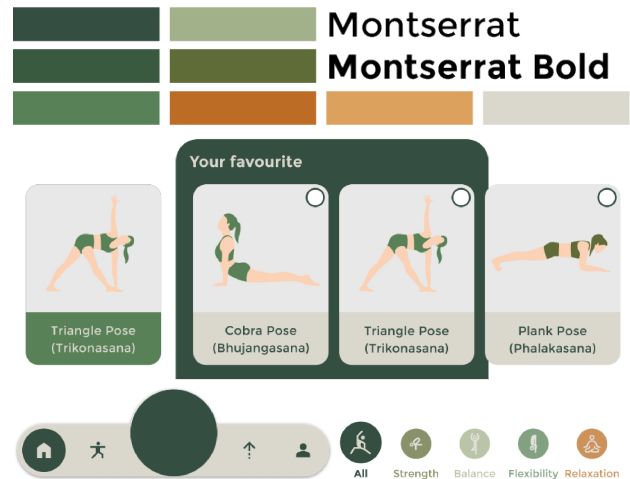 Montserrat
Montserrat Bold
Your favourite
Triangle Pose
(Trikonasana)
Cobra Pose
(Bhujangasana)
Triangle Pose
(Trikonasana)
Plank Pose
(Phalakasana)
All
Strength
Balance
Flexibility
Relaxation